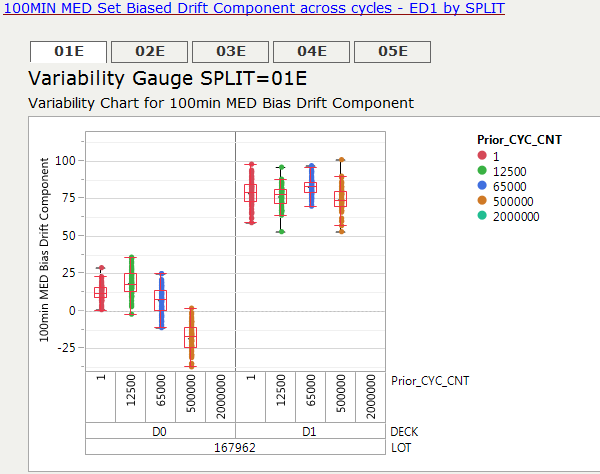 100MIN MED Set Biased Drift Component across cycles - ED1 by SPLIT
01E 02E 03E 04E 05E
Variability Gauge SPLIT=01E
Variability Chart for 100min MED Bias Drift Component
Prior_CYC_CNT
1
12500
65000
500000
2000000
100min MED Bias Drift Component
100
75
50
25
0
-25
1 12500 65000 500000 2000000 1 12500 65000 500000 2000000 Prior_CYC_CNT
D0 D1 DECK
167962 LOT